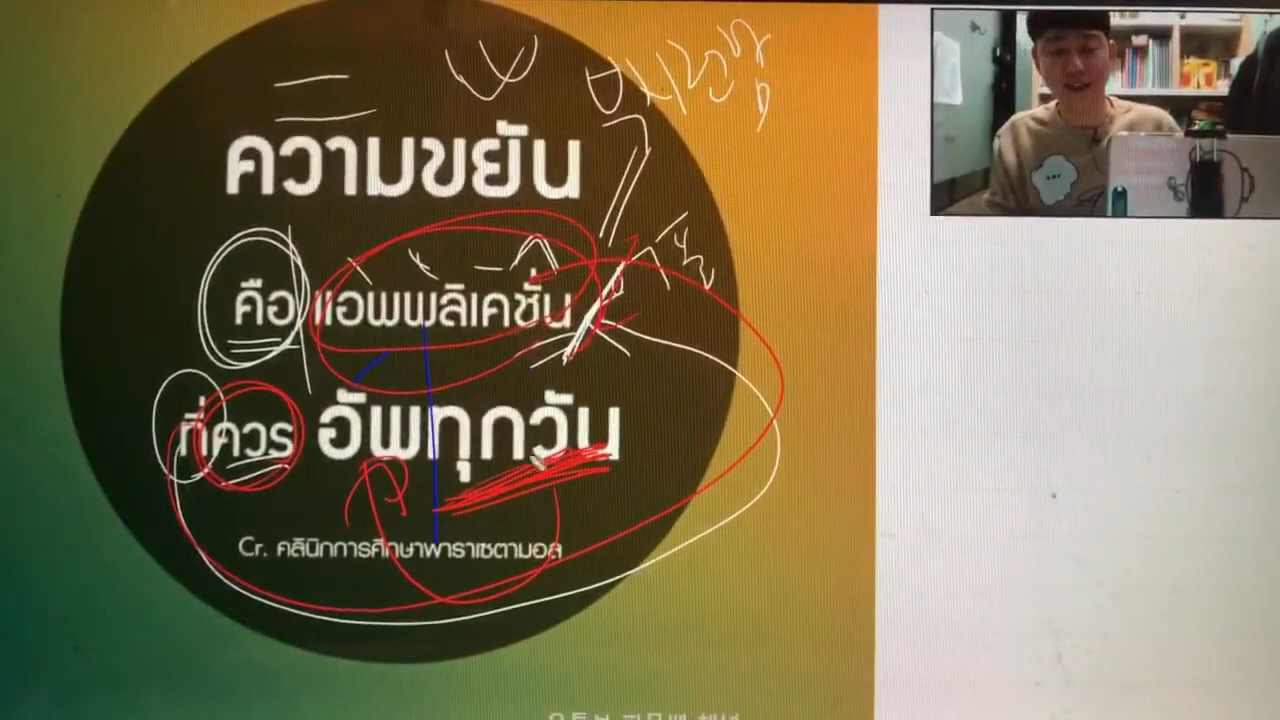 ความขยัน
คือ แอพพลิเคชั่น
ที่ควร อัพทุกวัน
Cr. คลินิกการศึกษาพาราเซตามอล